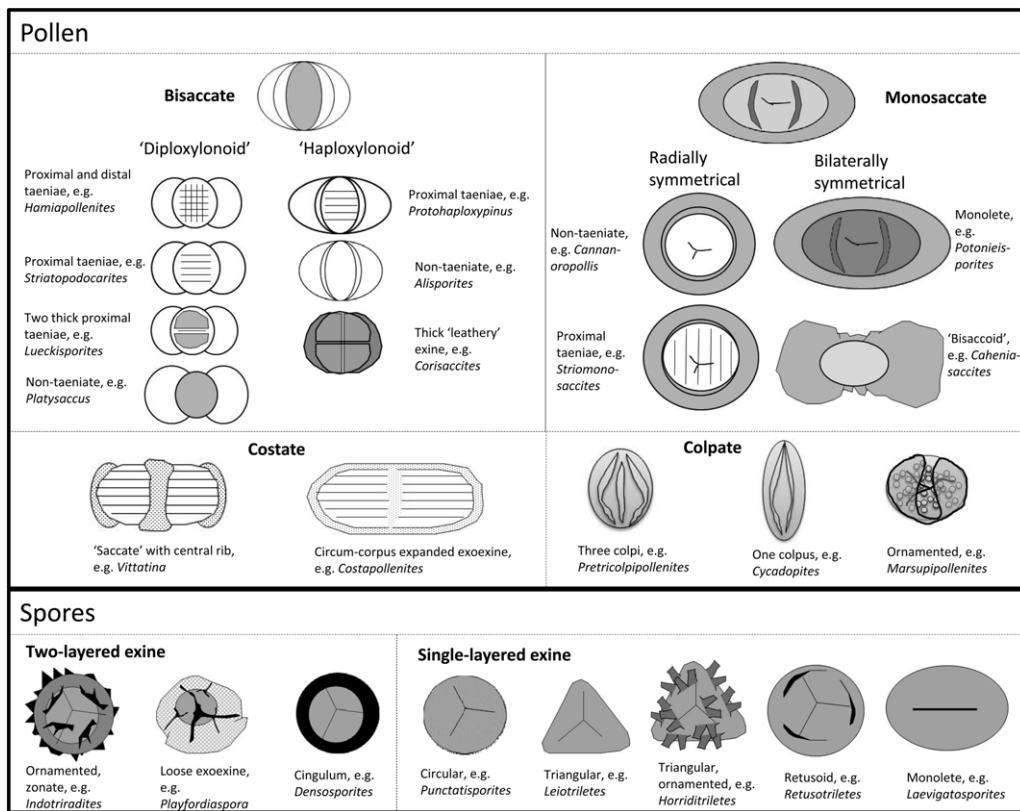 Pollen
Bisaccate
'Diploxylonoid'
'Haploxylonoid'
Proximal and distal
taeniae, e.g.
Hamiapollenites
Proximal taeniae, e.g.
Striatopodocarites
Two thick proximal
taeniae, e.g.
Lueckisporites
Non-taeniate, e.g.
Platysaccus
Proximal taeniae, e.g.
Protohaploxypinus
Non-taeniate, e.g.
Alisporites
Thick 'leathery'
exine, e.g.
Corisaccites
Monosaccate
Radially
symmetrical
Bilaterally
symmetrical
Non-taeniate,
e.g. Cannan-
oropollis
Monolete,
e.g.
Potonieis-
porites
Proximal
taeniae, e.g.
Striomono-
saccites
'Bisaccoid',
e.g. Cahenia-
saccites
Costate
'Saccate' with central rib,
e.g. Vittatina
Circum-corpus expanded exoexine,
e.g. Costapollenites
Colpate
Three colpi, e.g.
Pretricolpipollenites
One colpus, e.g.
Cycadopites
Ornamented, e.g.
Marsupipollenites
Spores
Two-layered exine
Ornamented,
zonate, e.g.
Indotriradites
Loose exoexine,
e.g.
Playfordiaspora
Cingulum, e.g.
Densosporites
Single-layered exine
Circular, e.g.
Punctatisporites
Triangular, e.g.
Leiotriletes
Triangular,
ornamented, e.g.
Horriditriletes
Retusoid, e.g.
Retusotriletes
Monolete, e.g.
Laevigatosporites